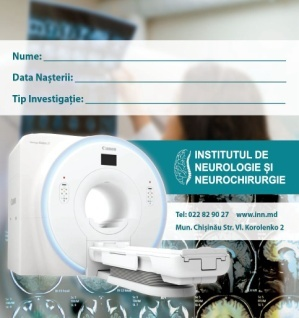 Nume:
Data Nașterii:
Tip Investigație:
Canon
INSTITUTUL DE
NEUROLOGIE ȘI
NEUROCHIRURGIE
Tel: 022 82 90 27 www.inn.md
Mun. Chișinău Str. Vl. Korolenko 2